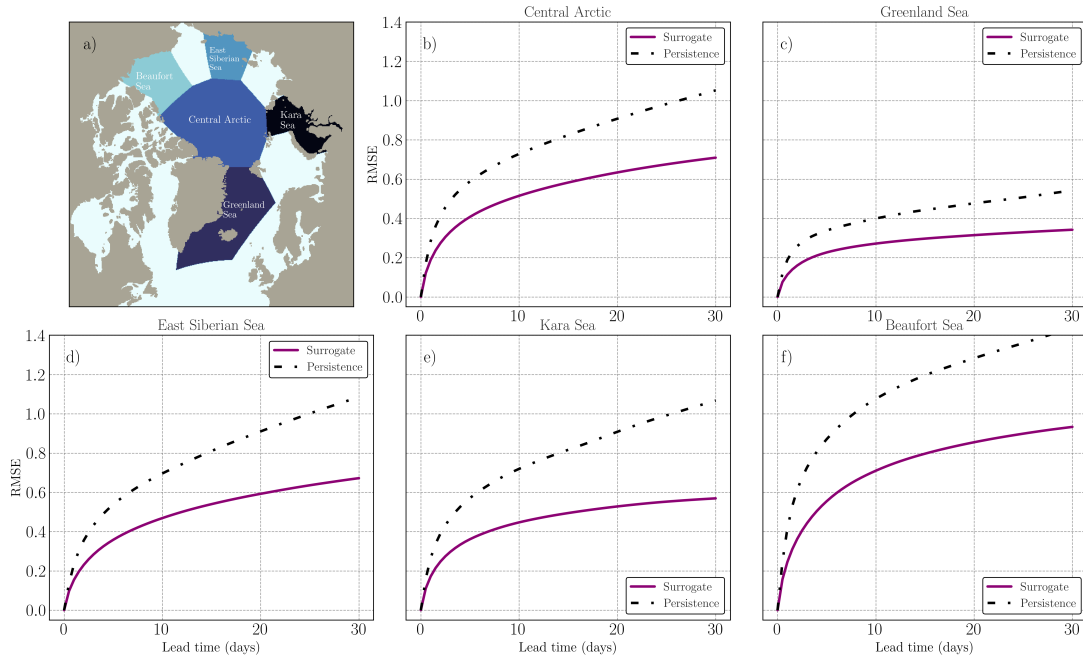 a)
East
Siberian
Sea
Beaufort
Sea
Kara
Sea
Central Arctic
Greenland
Sea
Central Arctic
b)
Surrogate
Persistence
RMSE
1.4
1.2
1.0
0.8
0.6
0.4
0.2
0.0
0 10 20 30
Greenland Sea
c)
Surrogate
Persistence
0 10 20 30
East Siberian Sea
d)
Surrogate
Persistence
RMSE
1.4
1.2
1.0
0.8
0.6
0.4
0.2
0.0
0 10 20 30
Lead time (days)
Kara Sea
e)
Surrogate
Persistence
0 10 20 30
Lead time (days)
Beaufort Sea
f)
Surrogate
Persistence
0 10 20 30
Lead time (days)